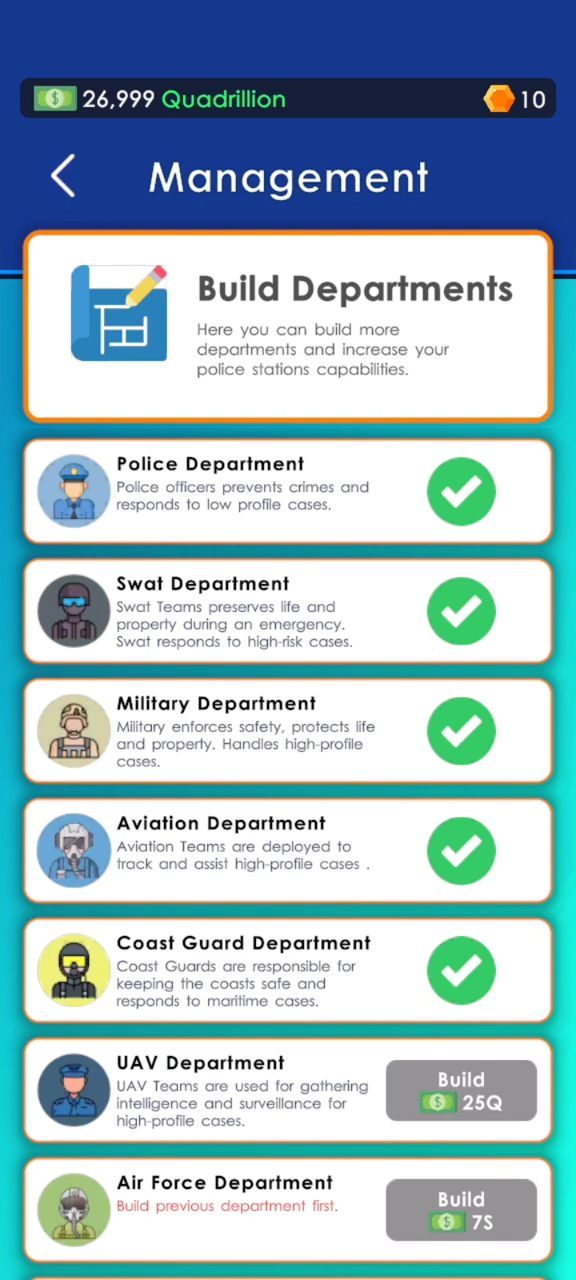 26,999 Quadrillion
10
Management
Build Departments
Here you can build more
departments and increase your
police stations capabilities.
Police Department
Police officers prevents crimes and
responds to low profile cases.
Swat Department
Swat Teams preserves life and
property during an emergency.
Swat responds to high-risk cases.
Military Department
Military enforces safety, protects life
and property. Handles high-profile
cases.
Aviation Department
Aviation Teams are deployed to
track and assist high-profile cases .
Coast Guard Department
Coast Guards are responsible for
keeping the coasts safe and
responds to maritime cases.
UAV Department
UAV Teams are used for gathering
intelligence and surveillance for
high-profile cases.
Build
25Q
Air Force Department
Build previous department first.
Build
7S